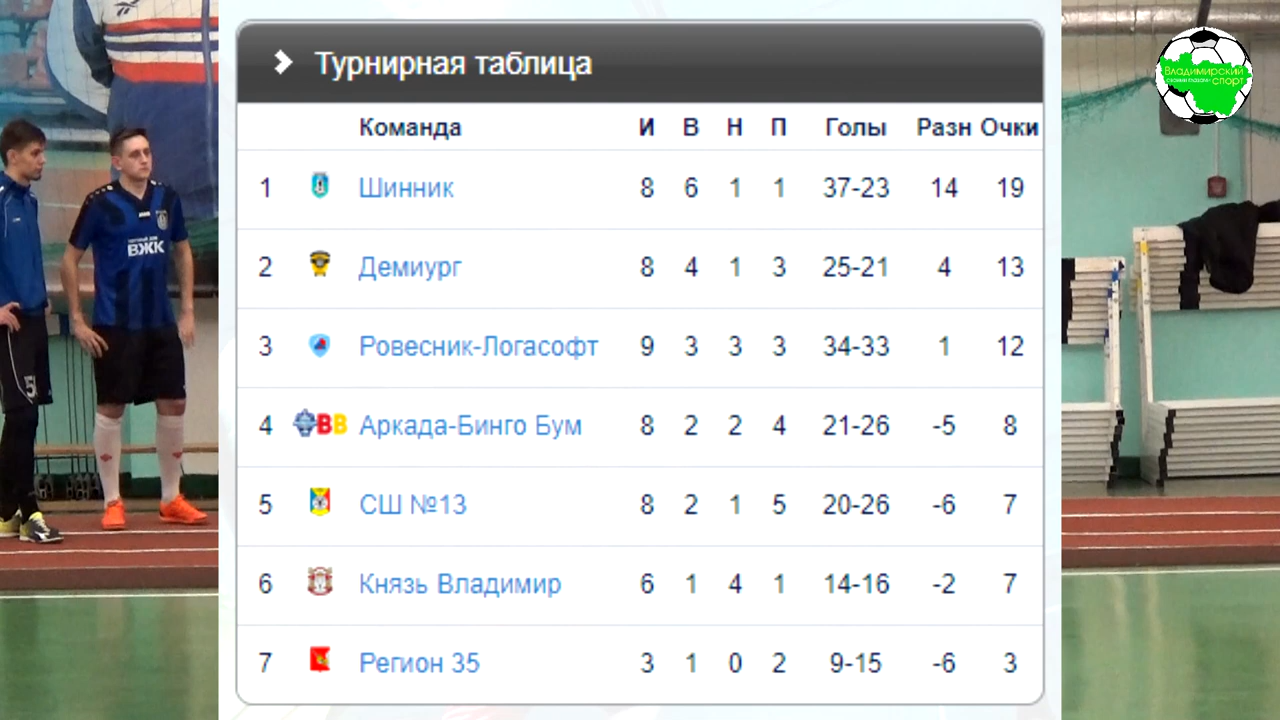 Турнирная таблица
Команда И В Н П Голы Разн Очки
1 Шинник 8 6 1 1 37-23 14 19
2 Демиург 8 4 1 3 25-21 4 13
3 Ровесник-Логасофт 9 3 3 3 34-33 1 12
4 ВВ Аркада-Бинго Бум 8 2 2 4 21-26 -5 8
5 СШ №13 8 2 1 5 20-26 -6 7
6 Князь Владимир 6 1 4 1 14-16 -2 7
7 Регион 35 3 1 0 2 9-15 -6 3
Владимирский
своими глазами
спорт
ВЖК
5